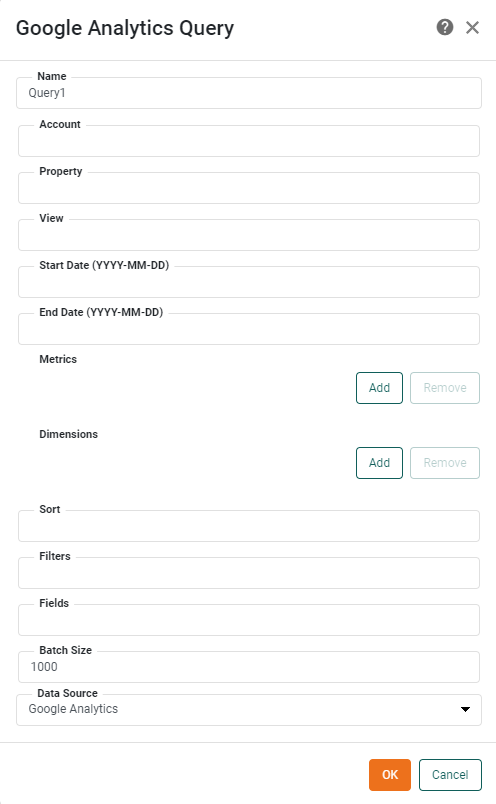 Google Analytics Query
Name
Query1
Account
Property
View
Start Date (YYYY-MM-DD)
End Date (YYYY-MM-DD)
Metrics
Add Remove
Dimensions
Add Remove
Sort
Filters
Fields
Batch Size
1000
Data Source
Google Analytics
OK Cancel